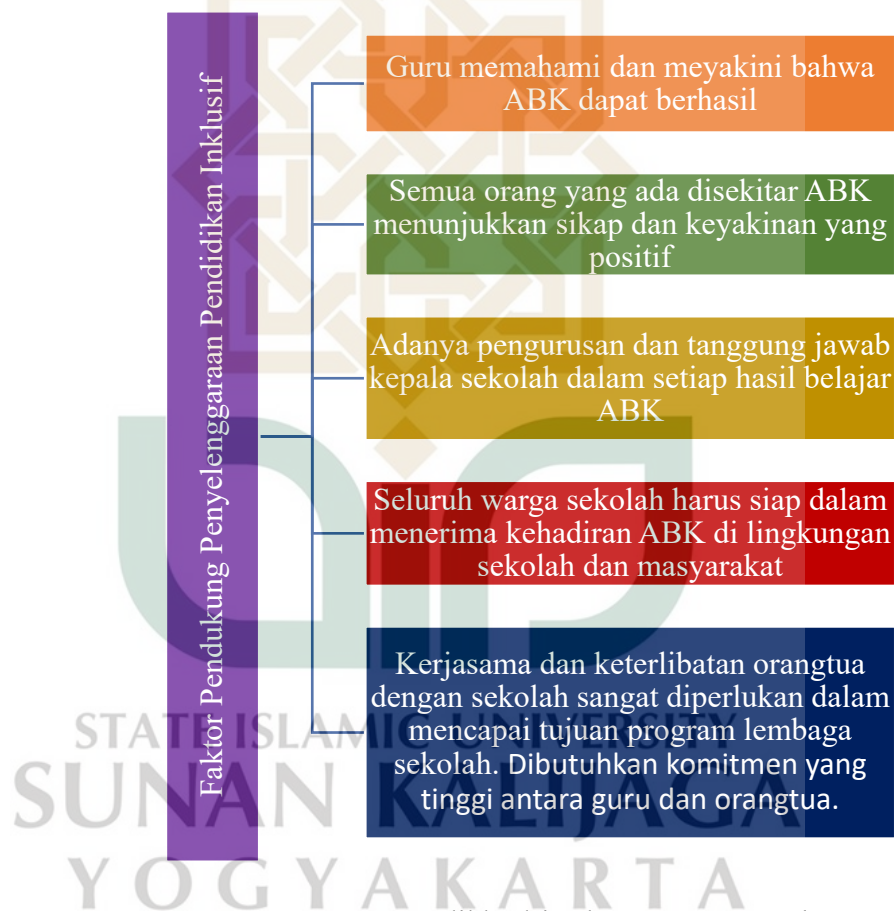 Faktor Pendukung Penyelenggaraan Pendidikan Inklusif
Guru memahami dan meyakini bahwa
ABK dapat berhasil
Semua orang yang ada disekitar ABK
menunjukkan sikap dan keyakinan yang
positif
Adanya pengurusan dan tanggung jawab
kepala sekolah dalam setiap hasil belajar
ABK
Seluruh warga sekolah harus siap dalam
menerima kehadiran ABK di lingkungan
sekolah dan masyarakat
Kerjasama dan keterlibatan orangtua
dengan sekolah sangat diperlukan dalam
mencapai tujuan program lembaga
sekolah. Dibutuhkan komitmen yang
tinggi antara guru dan orangtua.
STATE ISLAMIC UNIVERSITY
SUNAN KALIJAGA
YOGYAKARTA